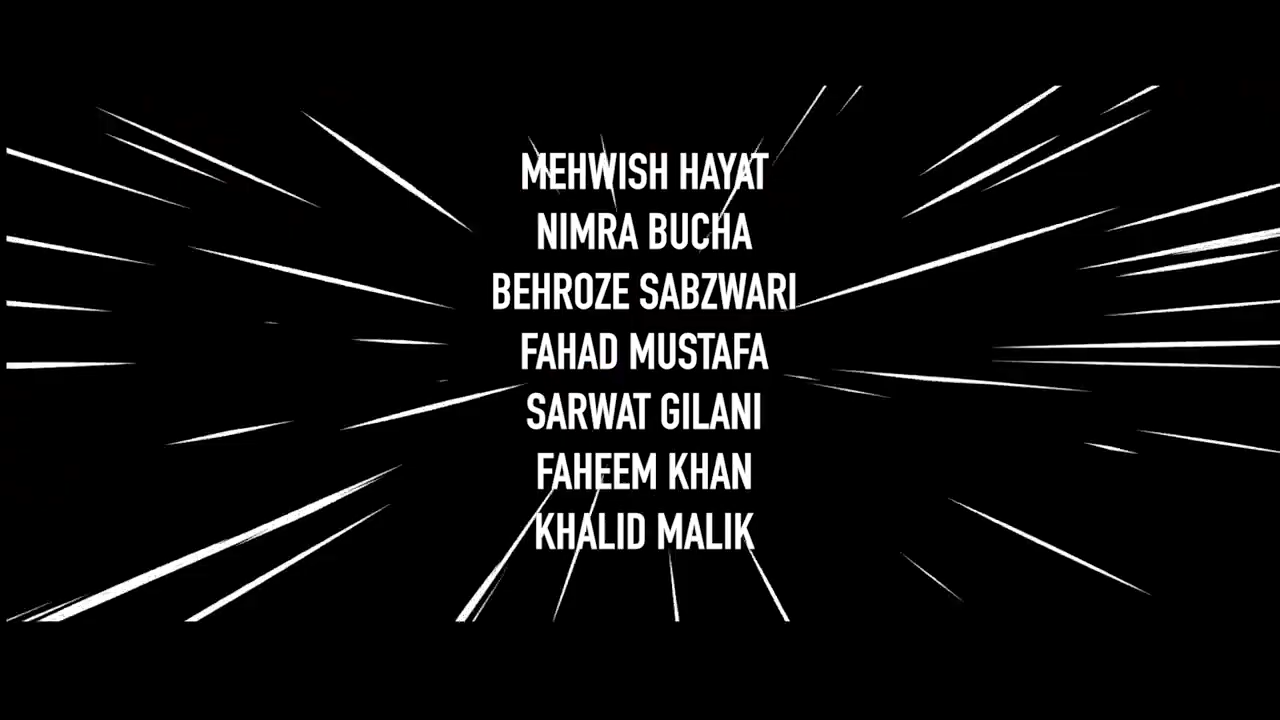 MEHWISH HAYAT
NIMRA BUCHA
BEHROZE SABZWARI
FAHAD MUSTAFA
SARWAT GILANI
FAHEEM KHAN
KHALID MALIK